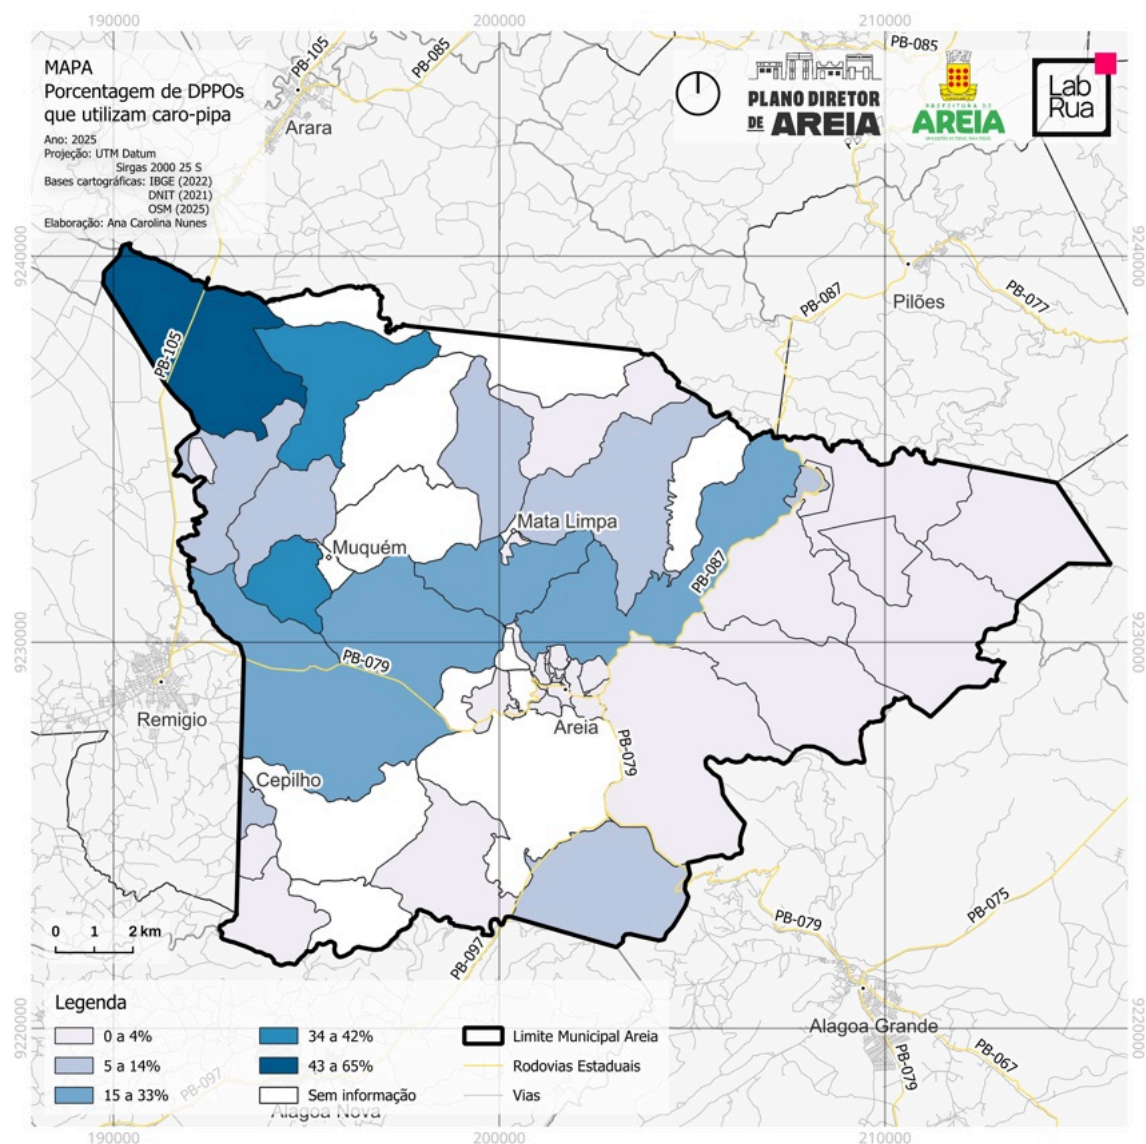 190000
200000
210000
MAPA
Porcentagem de DPPOs
que utilizam caro-pipa
Ano: 2025
Projeção: UTM Datum
Sirgas 2000 25 S
Bases cartográficas: IBGE (2022)
DNIT (2021)
OSM (2025)
Elaboração: Ana Carolina Nunes
PLANO DIRETOR
DE AREIA
PREFEITURA DE
AREIA
Lab
Rua
PB-105
PB-085
PB-085
Arara
9240000
9240000
PB-087
Pilões
PB-077
PB-105
Mata Limpa
Muquém
PB-087
9230000
9230000
PB-079
Remigio
Areia
PB-079
Cepilho
PB-079
PB-075
PB-097
0 1 2 km
Alagoa Grande
PB-067
PB-079
9220000
9220000
Legenda
0 a 4%
5 a 14%
15 a 33%
34 a 42%
43 a 65%
Sem informação
Limite Municipal Areia
Rodovias Estaduais
Vias
PB-097
Alagoa Nova
190000
200000
210000